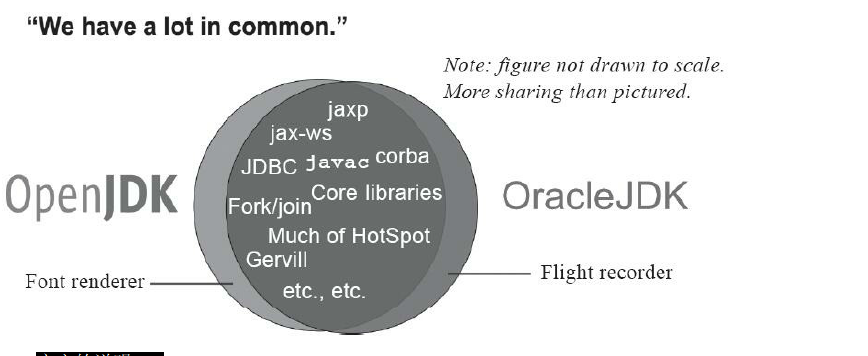 “We have a lot in common.”
Note: figure not drawn to scale.
More sharing than pictured.
jaxp
jax-ws
JDBC javac corba
Core libraries
Fork/join
Much of HotSpot
Gervill
etc., etc.
OpenJDK
OracleJDK
Font renderer
Flight recorder